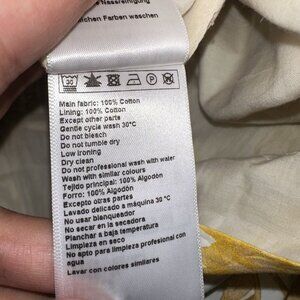 Nassreinigung
ichen Farben waschen
30
P
Main fabric: 100% Cotton
Lining: 100% Cotton
Except other parts
Gentle cycle wash 30°C
Do not bleach
Do not tumble dry
Low ironing
Dry clean
Do not professional wash with water
Wash with similar colours
Tejido principal: 100% Algodón
Forro: 100% Algodón
Excepto otras partes
Lavado delicado a máquina 30 °C
No usar blanqueador
No secar en la secadora
Planchar a baja temperatura
Limpieza en seco
No apto para limpieza profesional con
agua
Lavar con colores similares